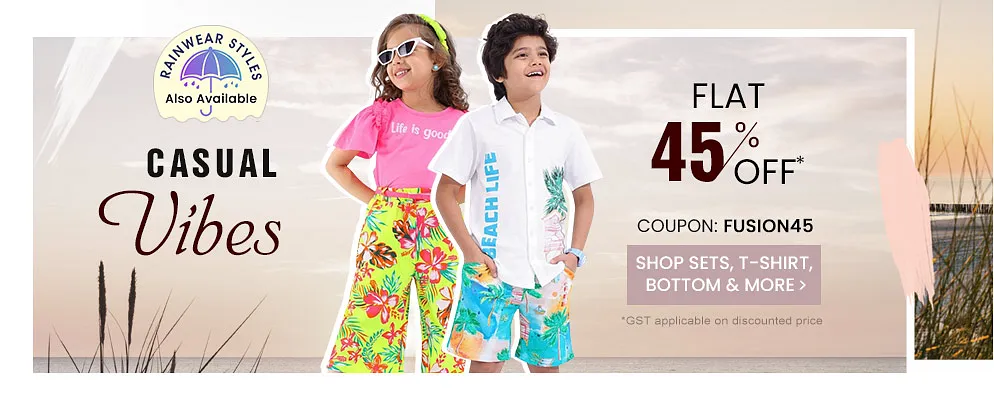 RAINWEAR STYLES
Also Available
CASUAL
Vibes
Life is good
BEACH LIFE
FLAT
45% OFF*
COUPON: FUSION45
SHOP SETS, T-SHIRT,
BOTTOM & MORE >
*GST applicable on discounted price